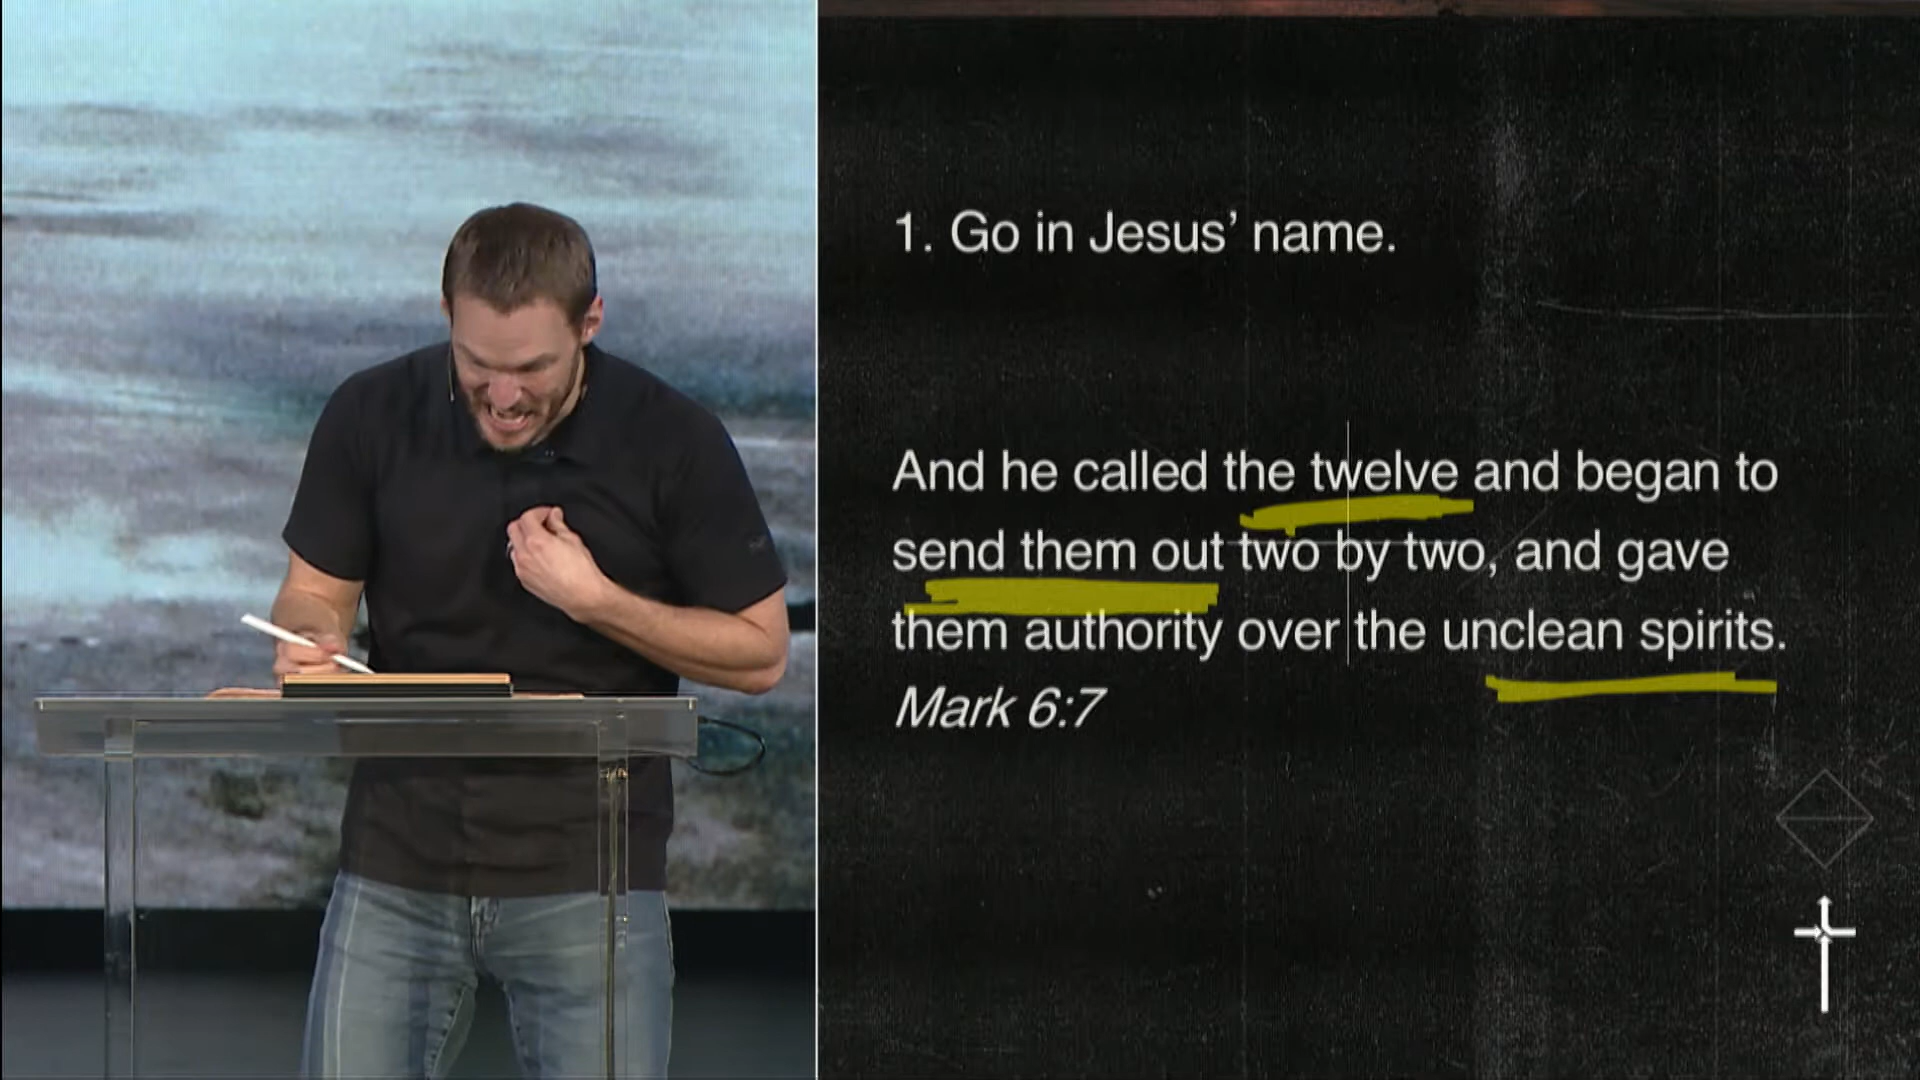 1. Go in Jesus’ name.
And he called the twelve and began to
send them out two by two, and gave
them authority over the unclean spirits.
Mark 6:7